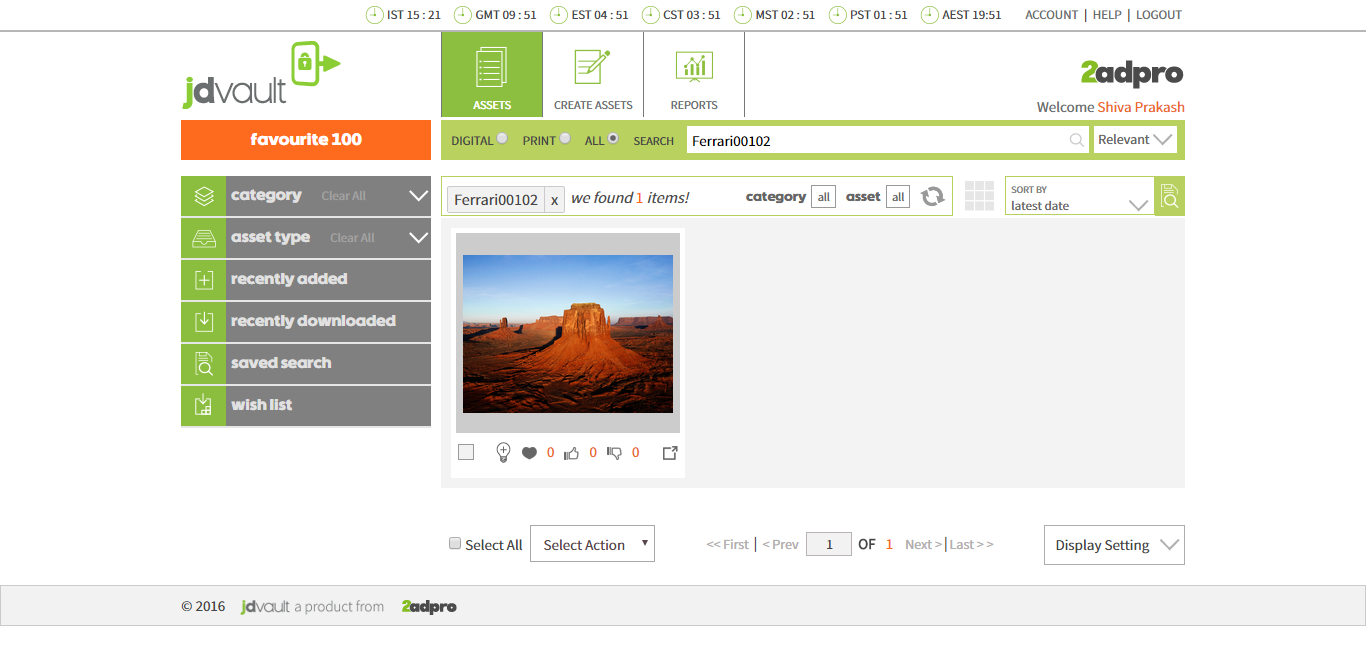 IST 15 : 21 GMT 09 : 51 EST 04 : 51 CST 03 : 51 MST 02 : 51 PST 01 : 51 AEST 19:51 ACCOUNT | HELP | LOGOUT
jdvault
ASSETS
CREATE ASSETS
REPORTS
2adpro
Welcome Shiva Prakash
favourite 100
DIGITAL PRINT ALL SEARCH Ferrari00102 Relevant
category Clear All
asset type Clear All
recently added
recently downloaded
saved search
wish list
Ferrari00102 x we found 1 items! category all asset all
SORT BY
latest date
0 0 0
Select All Select Action << First | < Prev 1 OF 1 Next > | Last >> Display Setting
© 2016 jdvault a product from 2adpro